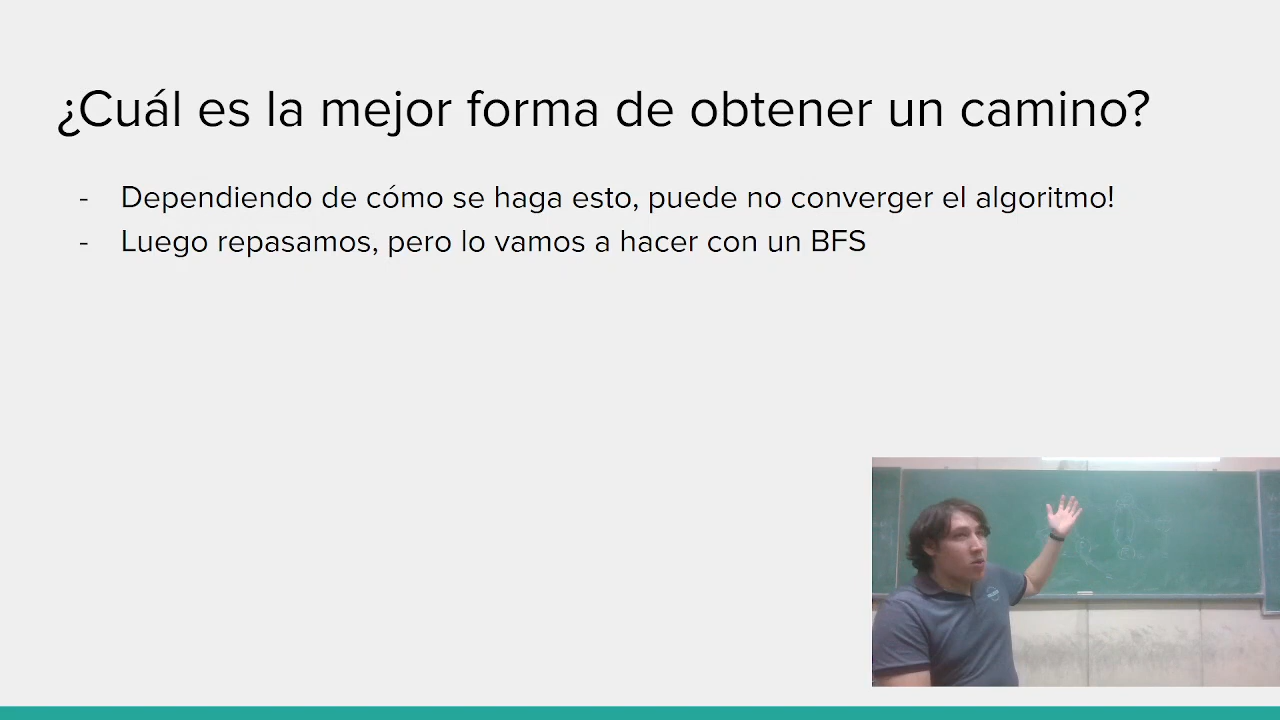 ¿Cuál es la mejor forma de obtener un camino?
- Dependiendo de cómo se haga esto, puede no converger el algoritmo!
- Luego repasamos, pero lo vamos a hacer con un BFS